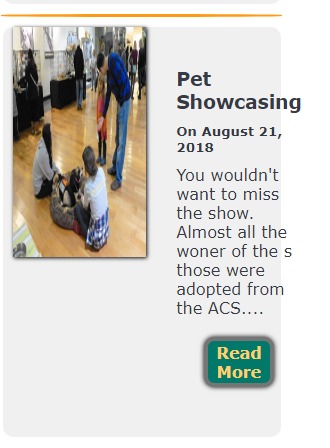 Pet
Showcasing
On August 21,
2018
You wouldn't
want to miss
the show.
Almost all the
woner of the s
those were
adopted from
the ACS....
Read
More